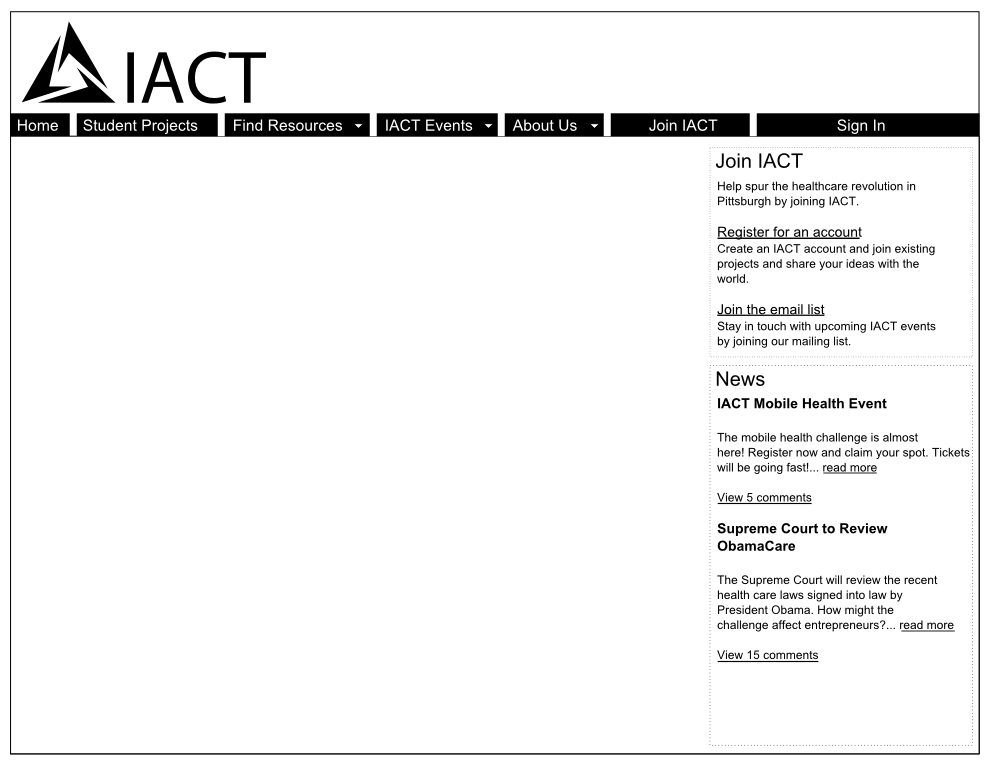 IACT
Home Student Projects Find Resources IACT Events About Us Join IACT Sign In
Join IACT
Help spur the healthcare revolution in
Pittsburgh by joining IACT.
Register for an account
Create an IACT account and join existing
projects and share your ideas with the
world.
Join the email list
Stay in touch with upcoming IACT events
by joining our mailing list.
News
IACT Mobile Health Event
The mobile health challenge is almost
here! Register now and claim your spot. Tickets
will be going fast!... read more
View 5 comments
Supreme Court to Review
ObamaCare
The Supreme Court will review the recent
health care laws signed into law by
President Obama. How might the
challenge affect entrepreneurs?... read more
View 15 comments